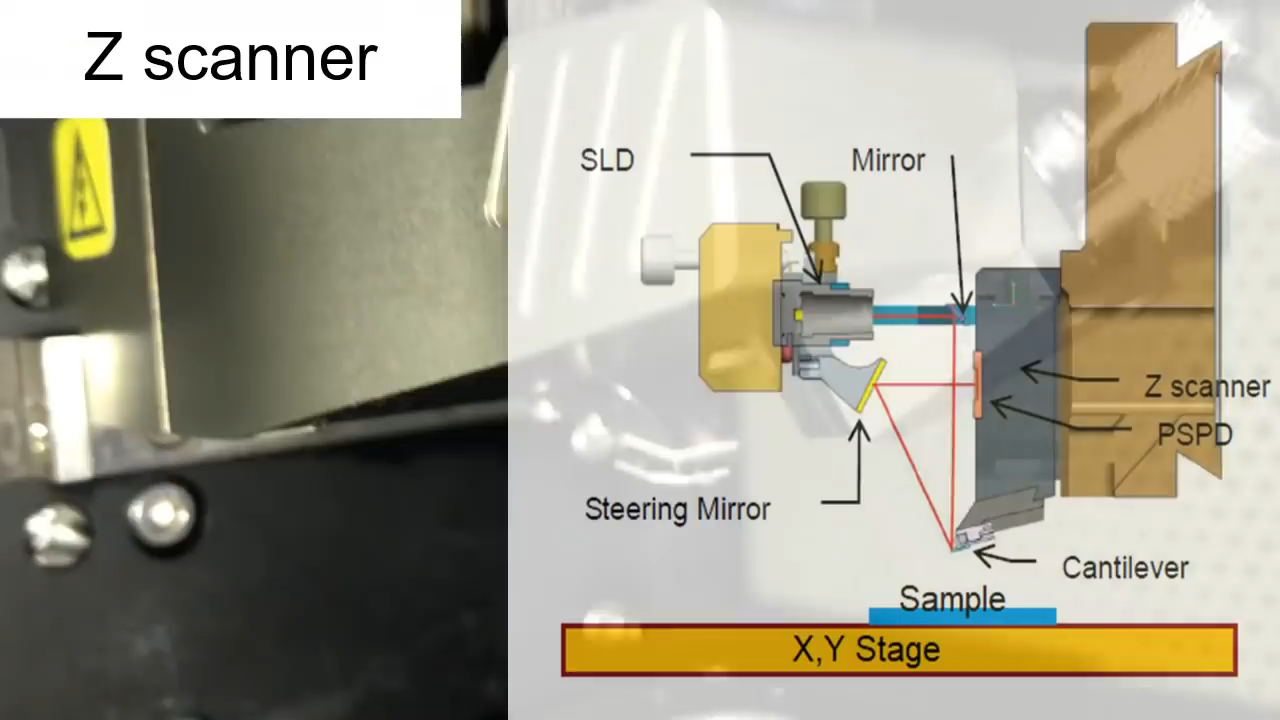 Z scanner
SLD
Mirror
Z scanner
PSPD
Steering Mirror
Cantilever
Sample
X,Y Stage